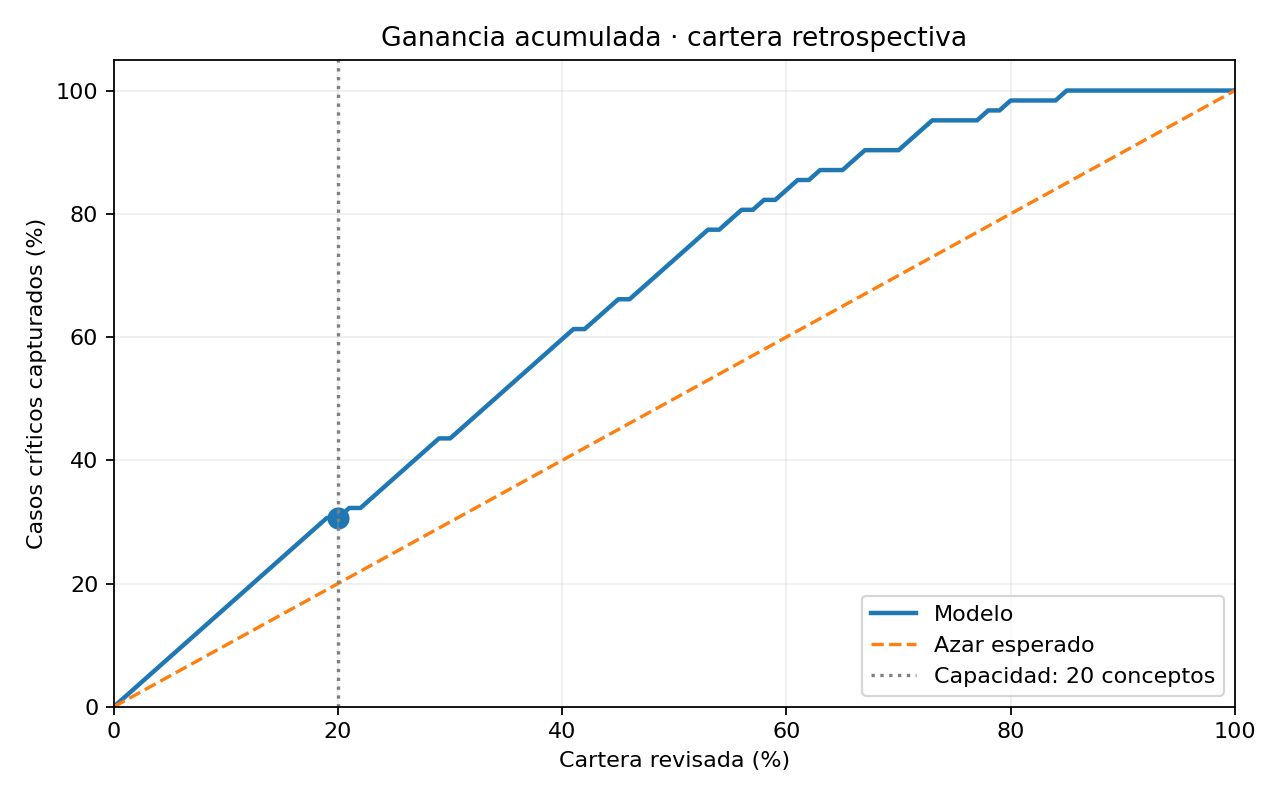 Ganancia acumulada · cartera retrospectiva
Casos críticos capturados (%)
100
80
60
40
20
0
0 20 40 60 80 100
Cartera revisada (%)
Modelo
Azar esperado
Capacidad: 20 conceptos